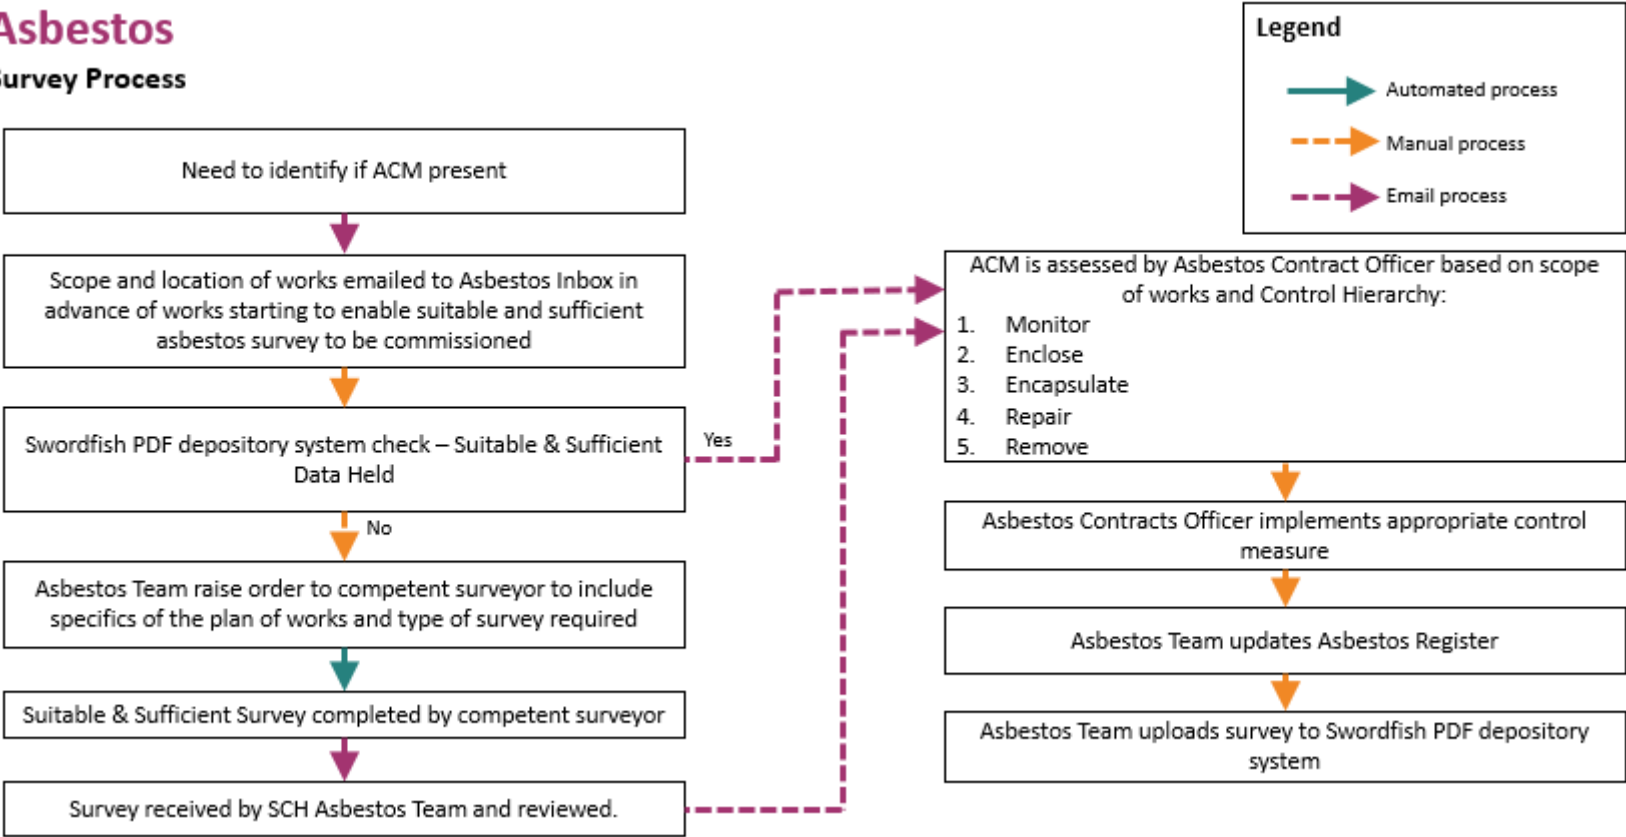 Asbestos
Survey Process
Need to identify if ACM present
Scope and location of works emailed to Asbestos Inbox in
advance of works starting to enable suitable and sufficient
asbestos survey to be commissioned
Swordfish PDF depository system check – Suitable & Sufficient
Data Held
Yes
No
Asbestos Team raise order to competent surveyor to include
specifics of the plan of works and type of survey required
Suitable & Sufficient Survey completed by competent surveyor
Survey received by SCH Asbestos Team and reviewed.
Legend
Automated process
Manual process
Email process
ACM is assessed by Asbestos Contract Officer based on scope
of works and Control Hierarchy:
1. Monitor
2. Enclose
3. Encapsulate
4. Repair
5. Remove
Asbestos Contracts Officer implements appropriate control
measure
Asbestos Team updates Asbestos Register
Asbestos Team uploads survey to Swordfish PDF depository
system